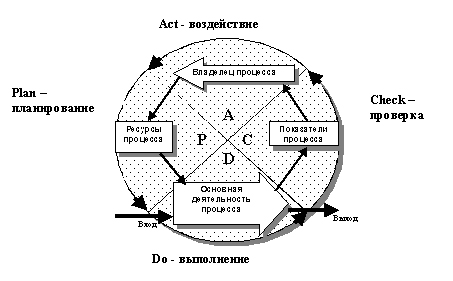 Act - воздействие
Владелец процесса
Plan –
планирование
Check –
проверка
Ресурсы
процесса
A
P
C
D
Показатели
процесса
Основная
деятельность
процесса
Вход
Выход
Do - выполнение